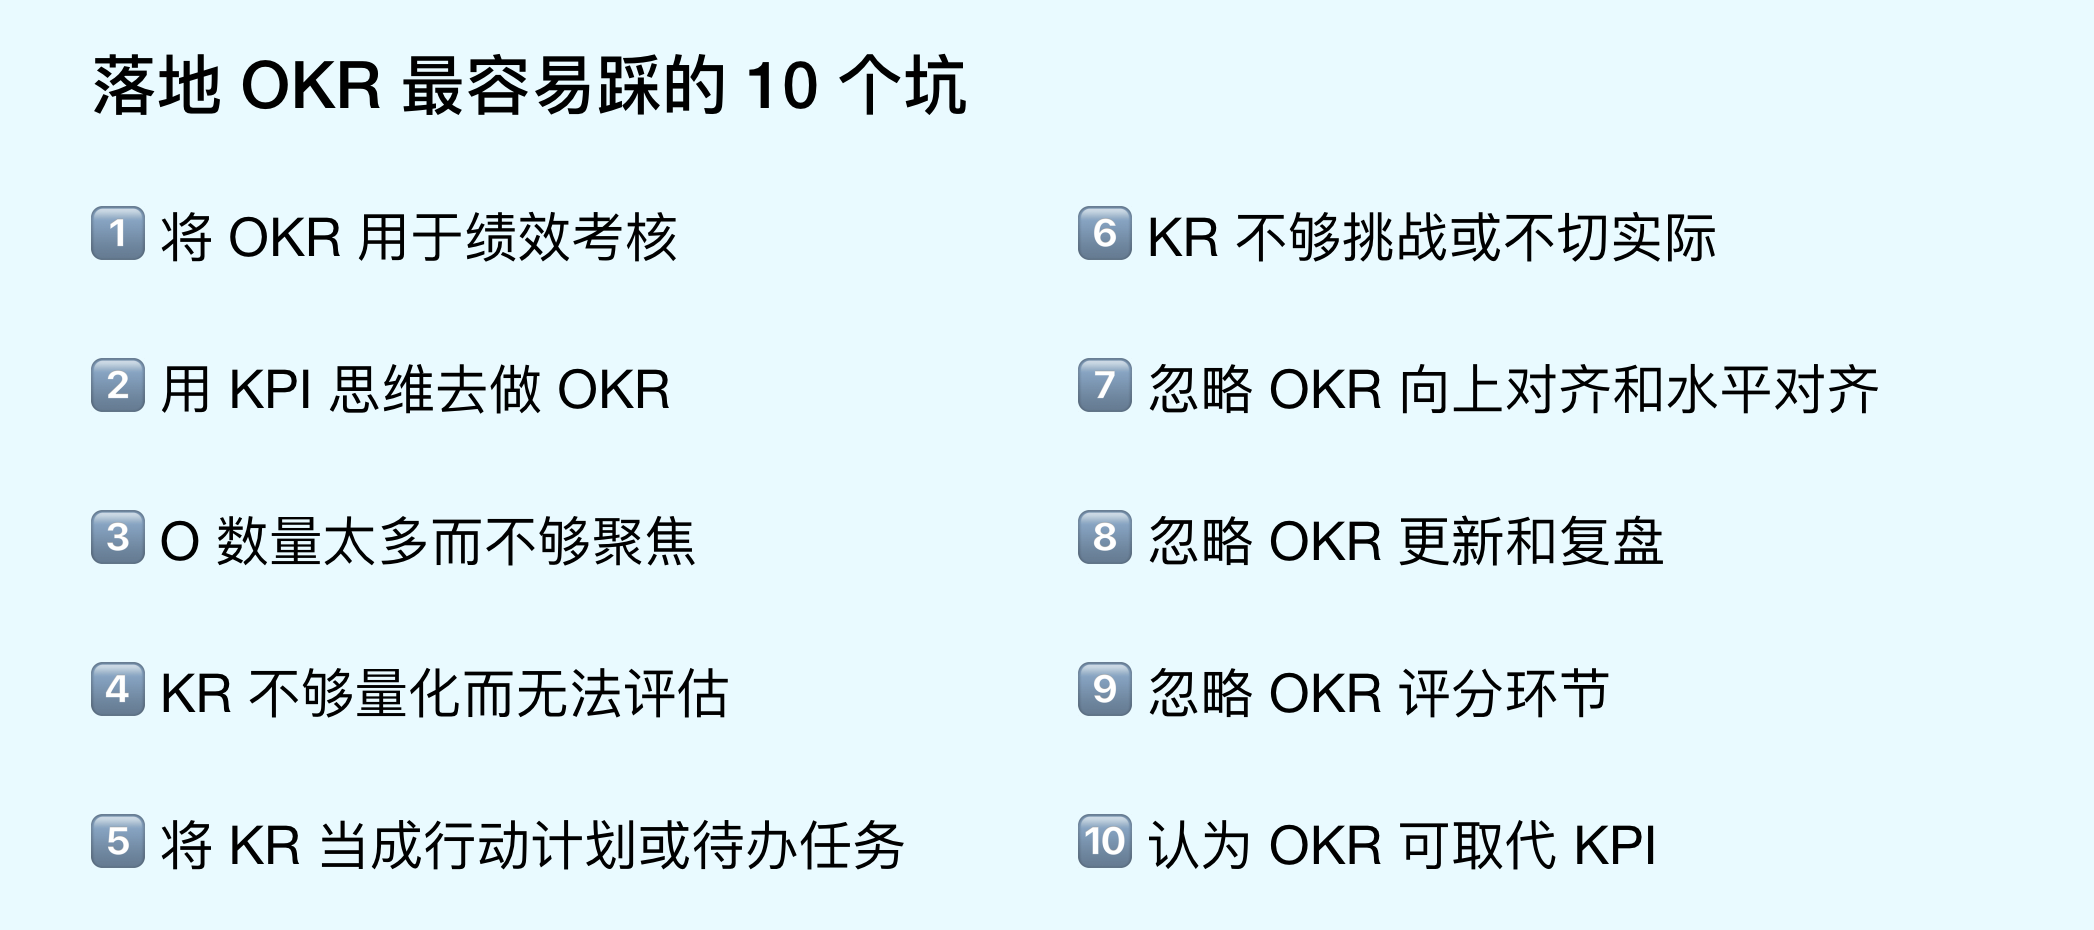 落地 OKR 最容易踩的 10 个坑
1 将 OKR 用于绩效考核
2 用 KPI 思维去做 OKR
3 O 数量太多而不够聚焦
4 KR 不够量化而无法评估
5 将 KR 当成行动计划或待办任务
6 KR 不够挑战或不切实际
7 忽略 OKR 向上对齐和水平对齐
8 忽略 OKR 更新和复盘
9 忽略 OKR 评分环节
10 认为 OKR 可取代 KPI